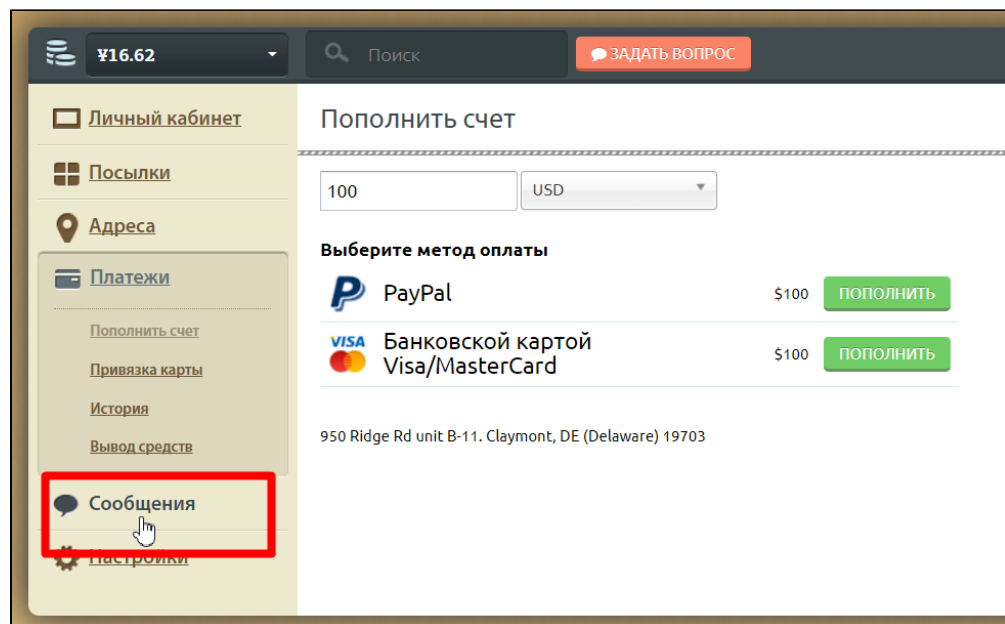 ¥16.62
Поиск
ЗАДАТЬ ВОПРОС
Личный кабинет
Посылки
Адреса
Платежи
Пополнить счет
Привязка карты
История
Вывод средств
Сообщения
Настройки
Пополнить счет
100
USD
Выберите метод оплаты
PayPal
$100
ПОПОЛНИТЬ
VISA
Банковской картой
Visa/MasterCard
$100
ПОПОЛНИТЬ
950 Ridge Rd unit B-11. Claymont, DE (Delaware) 19703